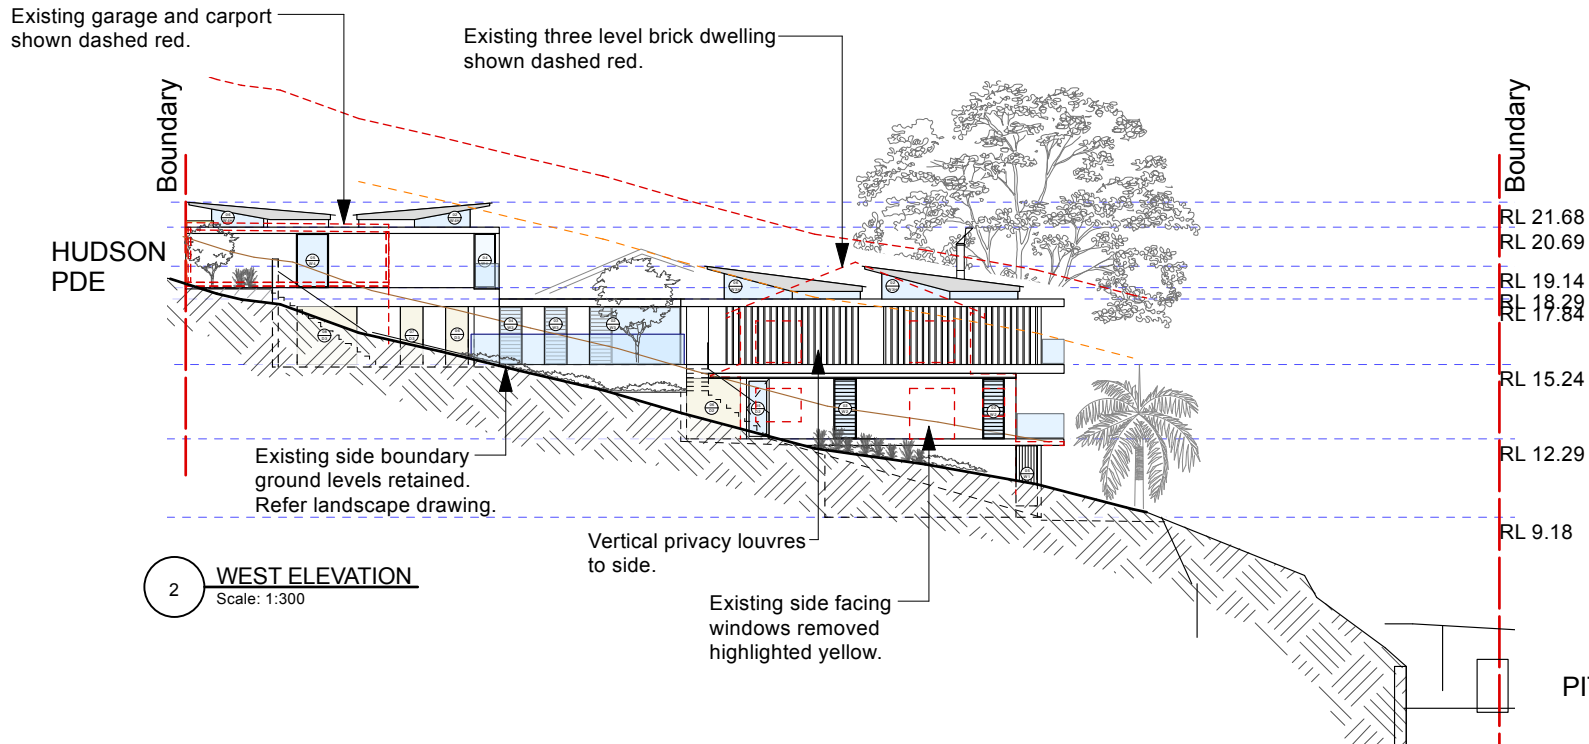 Existing garage and carport
shown dashed red.
Existing three level brick dwelling
shown dashed red.
Boundary
Boundary
HUDSON
PDE
RL 21.68
RL 20.69
RL 19.14
RL 18.29
RL 17.84
RL 15.24
RL 12.29
RL 9.18
Existing side boundary
ground levels retained.
Refer landscape drawing.
Vertical privacy louvres
to side.
Existing side facing
windows removed
highlighted yellow.
2
WEST ELEVATION
Scale: 1:300